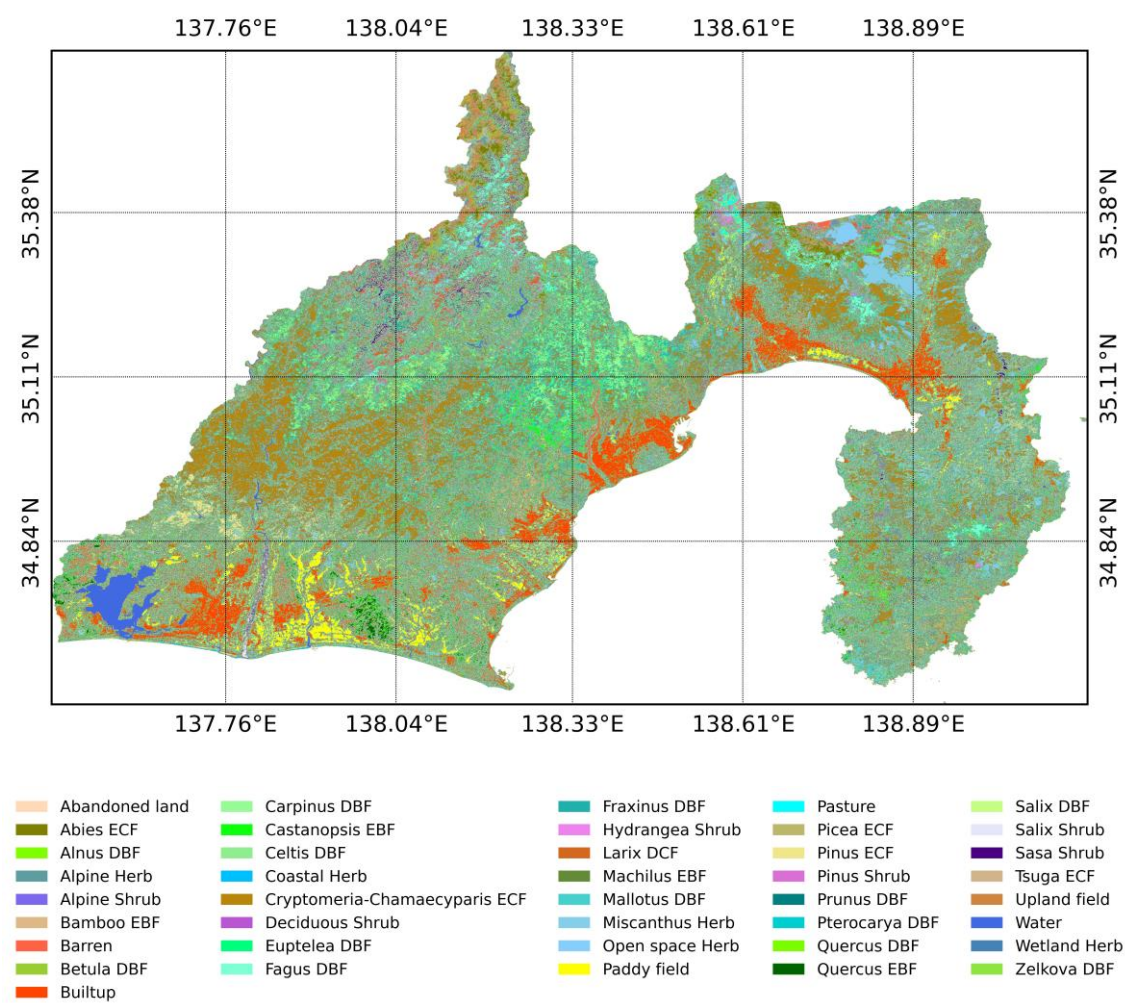 137.76°E 138.04°E 138.33°E 138.61°E 138.89°E
35.38°N 35.38°N
35.11°N 35.11°N
34.84°N 34.84°N
137.76°E 138.04°E 138.33°E 138.61°E 138.89°E
Abandoned land Carpinus DBF Fraxinus DBF Pasture Salix DBF
Abies ECF Castanopsis EBF Hydrangea Shrub Picea ECF Salix Shrub
Alnus DBF Celtis DBF Larix DCF Pinus ECF Sasa Shrub
Alpine Herb Coastal Herb Machilus EBF Pinus Shrub Tsuga ECF
Alpine Shrub Cryptomeria-Chamaecyparis ECF Mallotus DBF Prunus DBF Upland field
Bamboo EBF Deciduous Shrub Miscanthus Herb Pterocarya DBF Water
Barren Euptelea DBF Open space Herb Quercus DBF Wetland Herb
Betula DBF Fagus DBF Paddy field Quercus EBF Zelkova DBF
Builtup